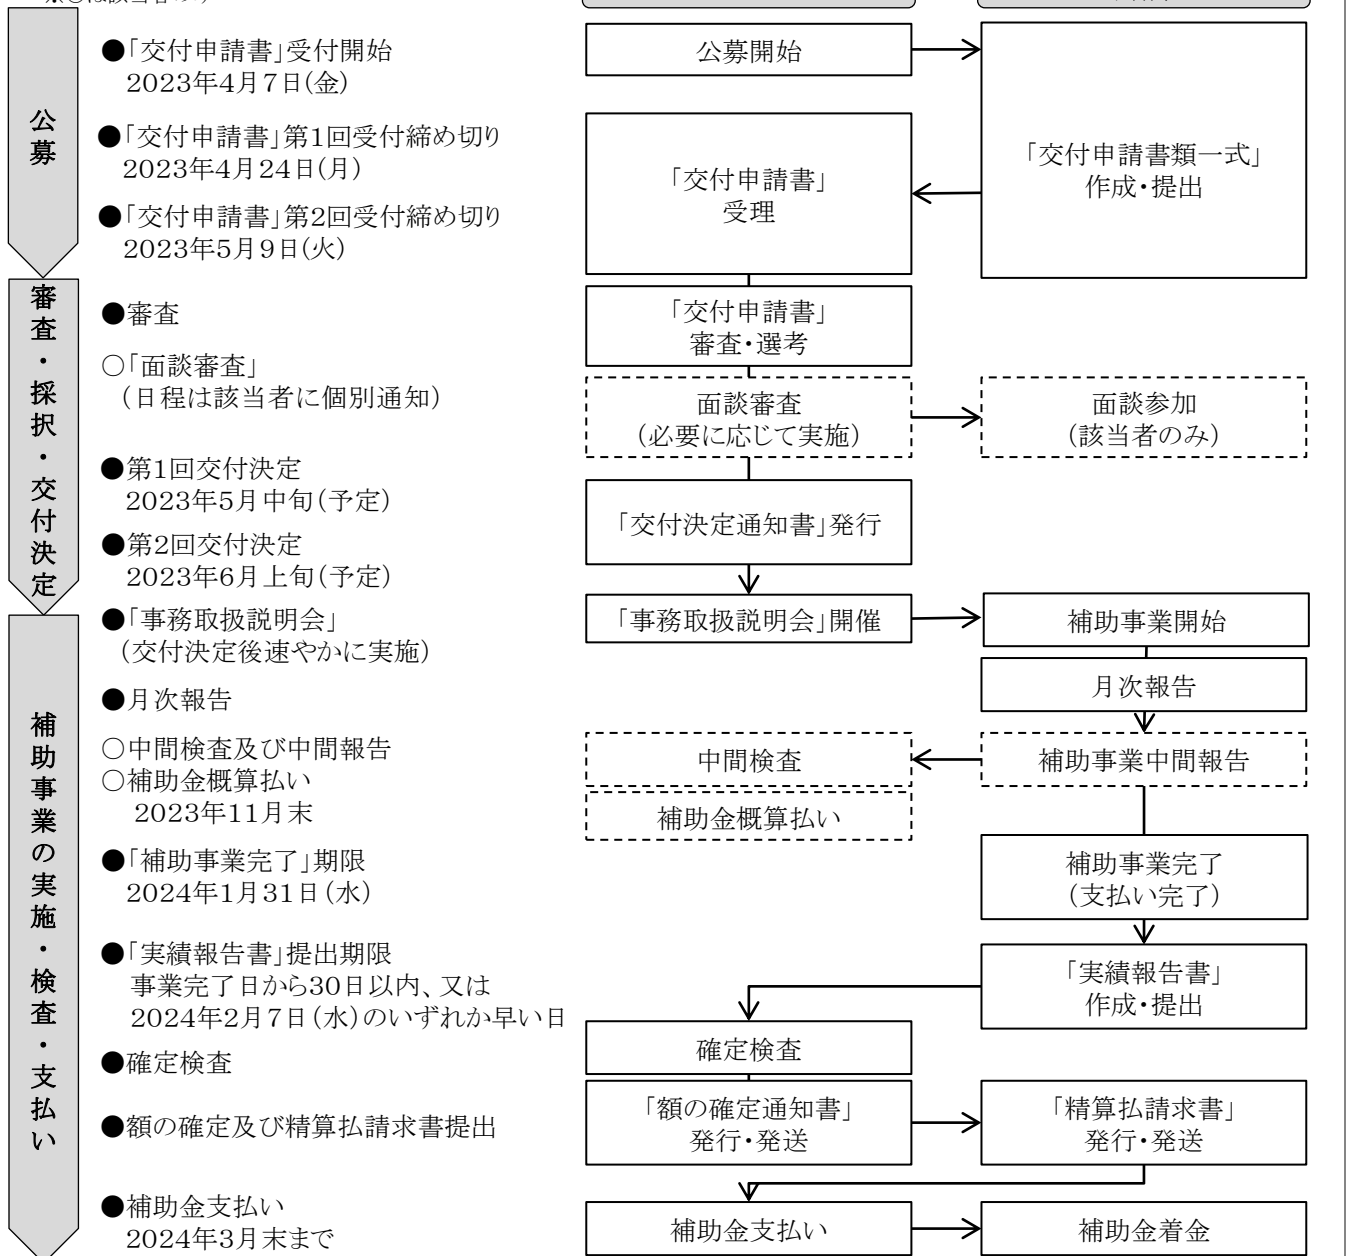 公募
●「交付申請書」受付開始
2023年4月7日(金)
●「交付申請書」第1回受付締め切り
2023年4月24日(月)
●「交付申請書」第2回受付締め切り
2023年5月9日(火)
公募開始
「交付申請書」
受理
「交付申請書類一式」
作成・提出
審査・採択・交付決定
●審査
○「面談審査」
(日程は該当者に個別通知)
●第1回交付決定
2023年5月中旬(予定)
●第2回交付決定
2023年6月上旬(予定)
「交付申請書」
審査・選考
面談審査
(必要に応じて実施)
面談参加
(該当者のみ)
「交付決定通知書」発行
補助事業の実施・検査・支払い
●「事務取扱説明会」
(交付決定後速やかに実施)
●月次報告
○中間検査及び中間報告
○補助金概算払い
2023年11月末
●「補助事業完了」期限
2024年1月31日(水)
●「実績報告書」提出期限
事業完了日から30日以内、又は
2024年2月7日(水)のいずれか早い日
●確定検査
●額の確定及び精算払請求書提出
●補助金支払い
2024年3月末まで
「事務取扱説明会」開催
補助事業開始
月次報告
中間検査
補助事業中間報告
補助金概算払い
補助事業完了
(支払い完了)
「実績報告書」
作成・提出
確定検査
「額の確定通知書」
発行・発送
「精算払請求書」
発行・発送
補助金支払い
補助金着金